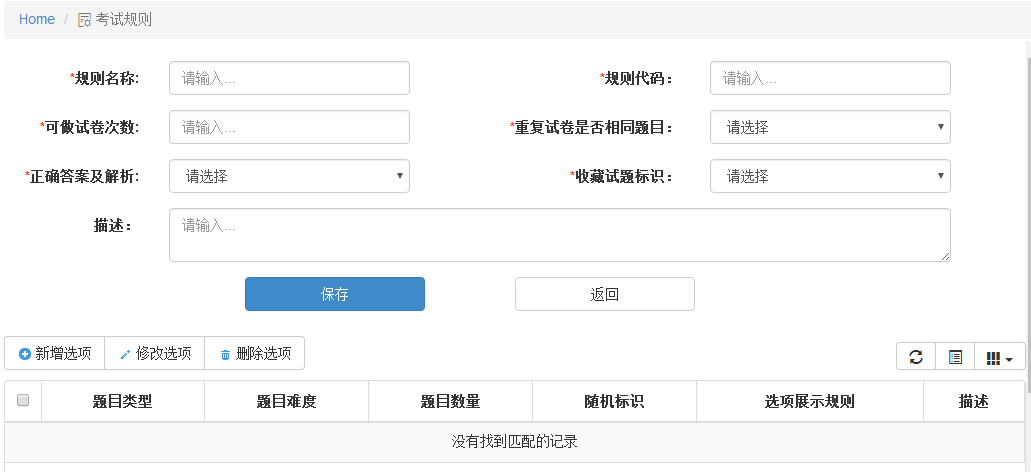 Home / 考试规则
*规则名称: 请输入... *规则代码： 请输入...
*可做试卷次数: 请输入... *重复试卷是否相同题目： 请选择
*正确答案及解析: 请选择 *收藏试题标识： 请选择
描述： 请输入...
保存 返回
新增选项 修改选项 删除选项
题目类型 题目难度 题目数量 随机标识 选项展示规则 描述
没有找到匹配的记录